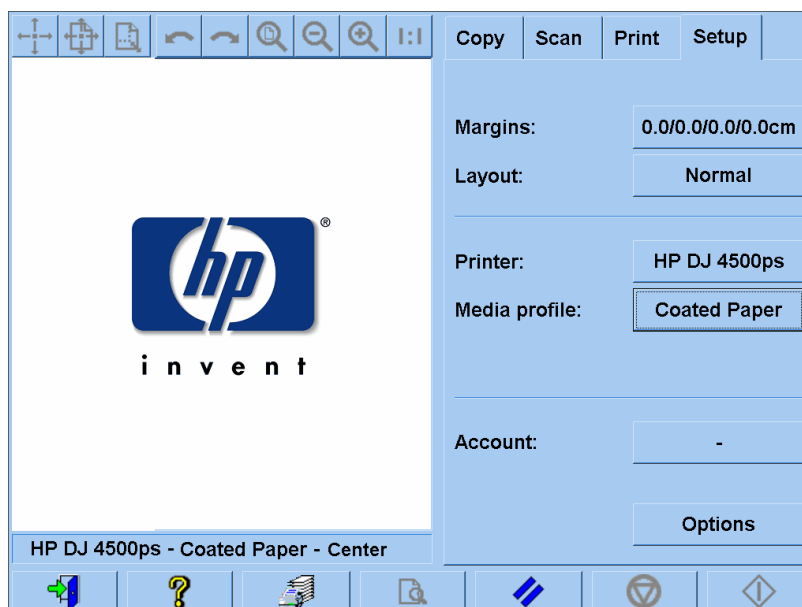 1:1
Copy
Scan
Print
Setup
Margins:
0.0/0.0/0.0/0.0cm
Layout:
Normal
hp
®
invent
Printer:
HP DJ 4500ps
Media profile:
Coated Paper
Account:
-
Options
HP DJ 4500ps - Coated Paper - Center
?